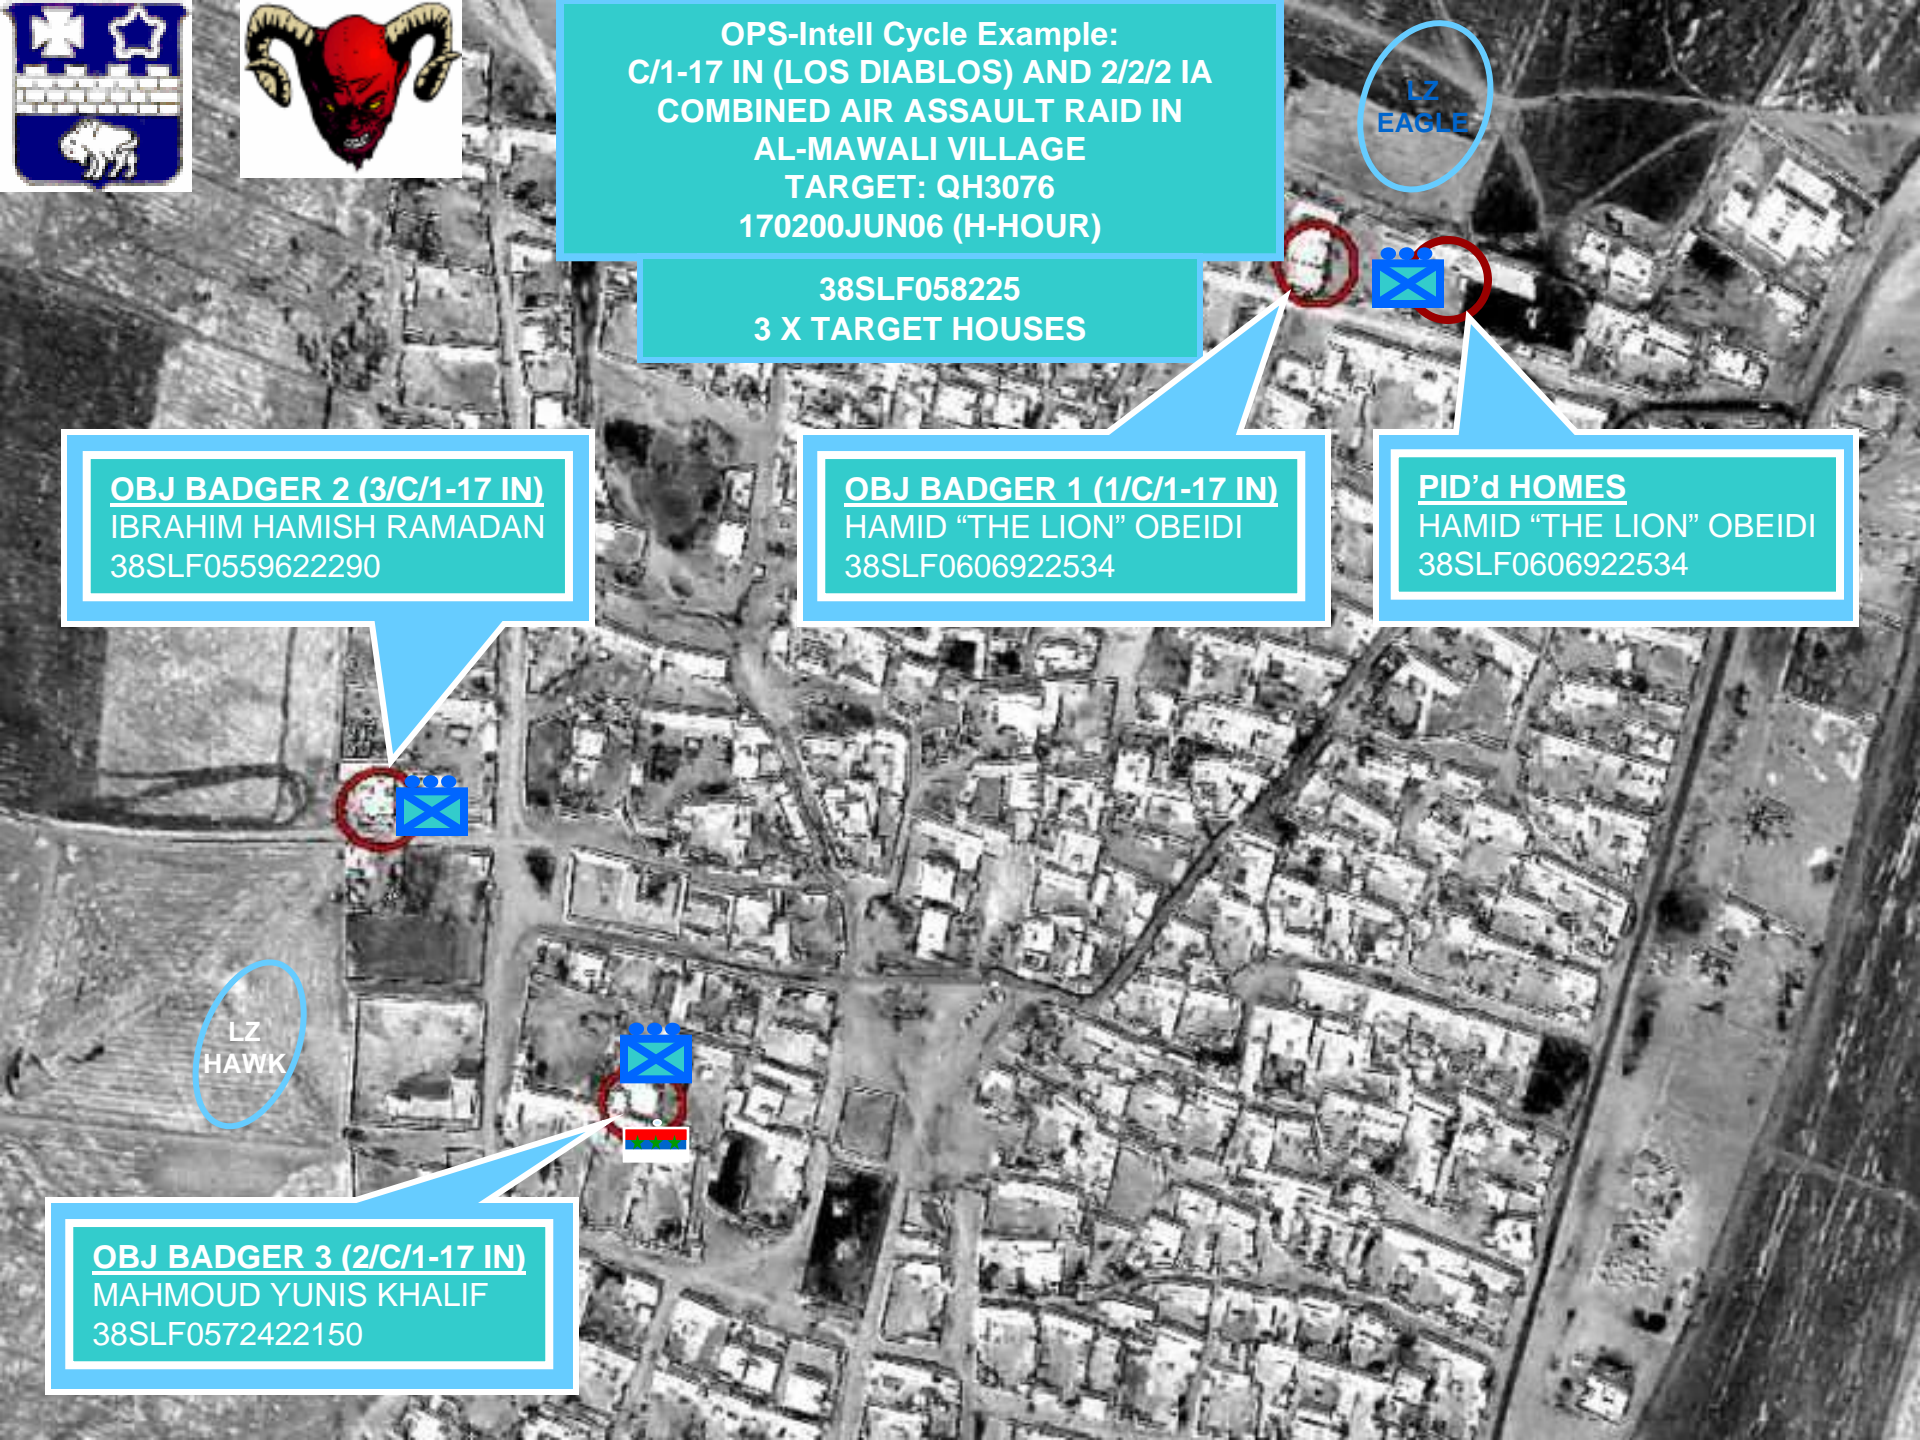 OPS-Intell Cycle Example:
C/1-17 IN (LOS DIABLOS) AND 2/2/2 IA
COMBINED AIR ASSAULT RAID IN
AL-MAWALI VILLAGE
TARGET: QH3076
170200JUN06 (H-HOUR)
38SLF058225
3 X TARGET HOUSES
LZ
EAGLE
OBJ BADGER 2 (3/C/1-17 IN)
IBRAHIM HAMISH RAMADAN
38SLF0559622290
OBJ BADGER 1 (1/C/1-17 IN)
HAMID “THE LION” OBEIDI
38SLF0606922534
PID’d HOMES
HAMID “THE LION” OBEIDI
38SLF0606922534
LZ
HAWK
OBJ BADGER 3 (2/C/1-17 IN)
MAHMOUD YUNIS KHALIF
38SLF0572422150